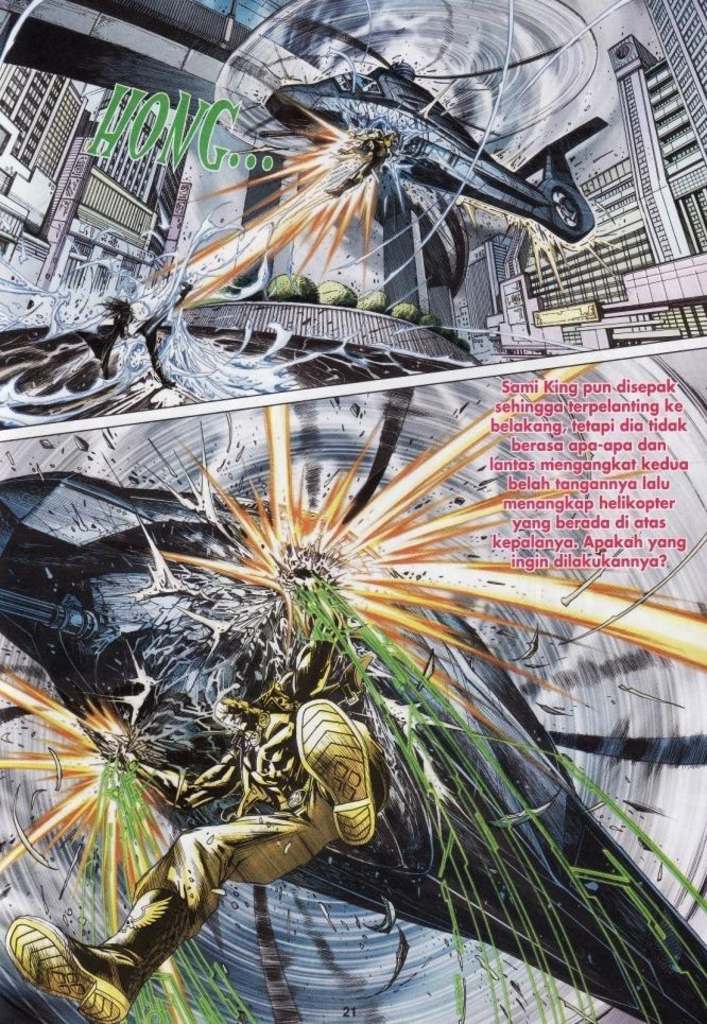 HONG...
Sami King pun disepak
sehingga terpelanting ke
belakang, tetapi dia tidak
berasa apa-apa dan
lantas mengangkat kedua
belah tangannya lalu
menangkap helikopter
yang berada di atas
kepalanya. Apakah yang
ingin dilakukannya?
21